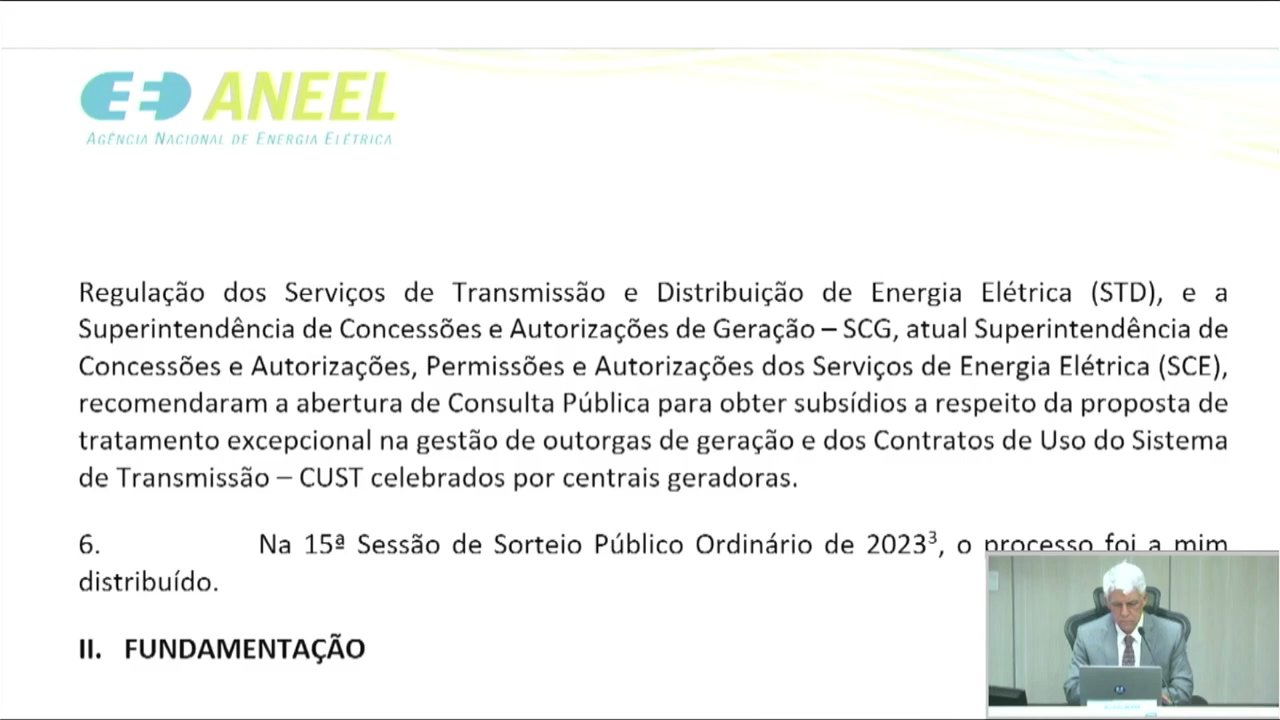 ANEEL
AGÊNCIA NACIONAL DE ENERGIA ELÉTRICA
Regulação dos Serviços de Transmissão e Distribuição de Energia Elétrica (STD), e a
Superintendência de Concessões e Autorizações de Geração – SCG, atual Superintendência de
Concessões e Autorizações, Permissões e Autorizações dos Serviços de Energia Elétrica (SCE),
recomendaram a abertura de Consulta Pública para obter subsídios a respeito da proposta de
tratamento excepcional na gestão de outorgas de geração e dos Contratos de Uso do Sistema
de Transmissão – CUST celebrados por centrais geradoras.
6. Na 15ª Sessão de Sorteio Público Ordinário de 2023³, o processo foi a mim
distribuído.
II. FUNDAMENTAÇÃO